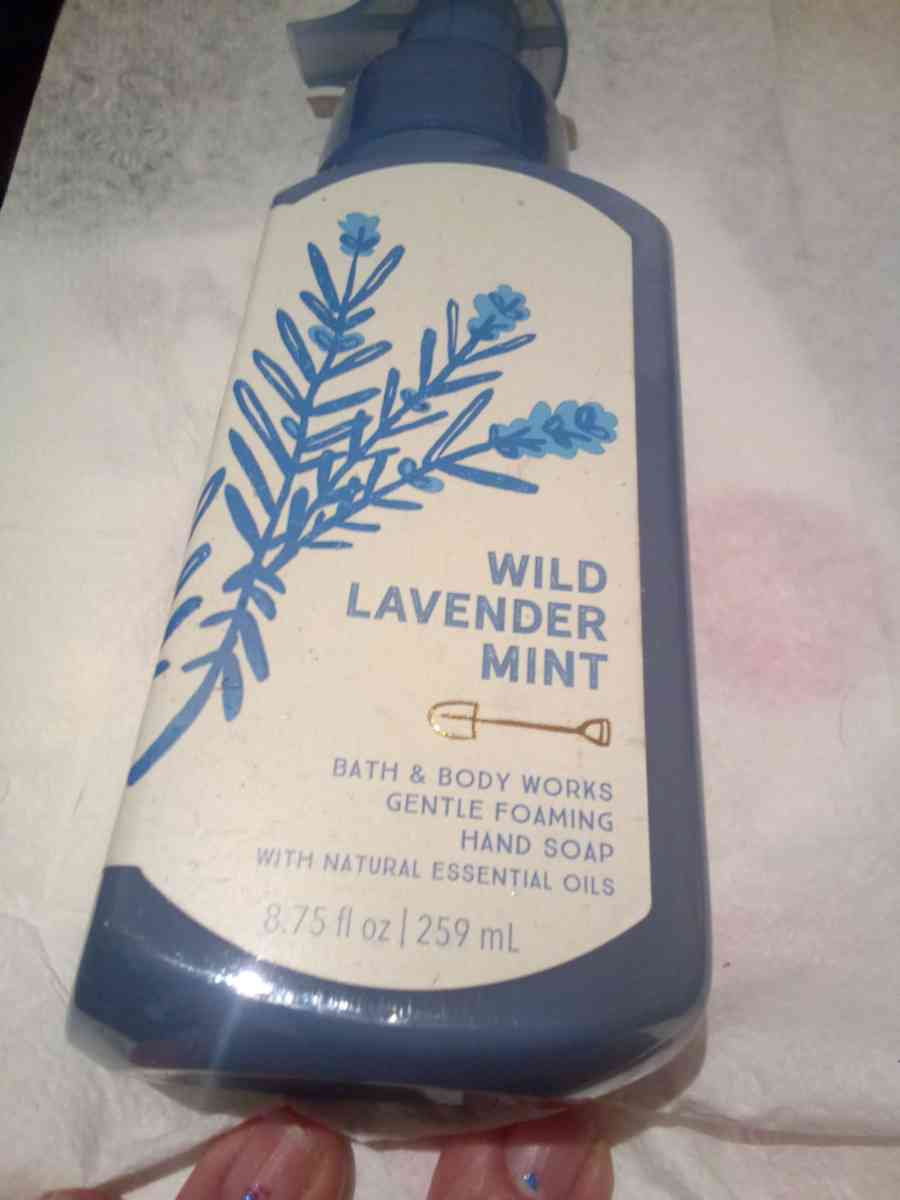 WILD
LAVENDER
MINT
BATH & BODY WORKS
GENTLE FOAMING
HAND SOAP
WITH NATURAL ESSENTIAL OILS
8.75 fl oz | 259 mL